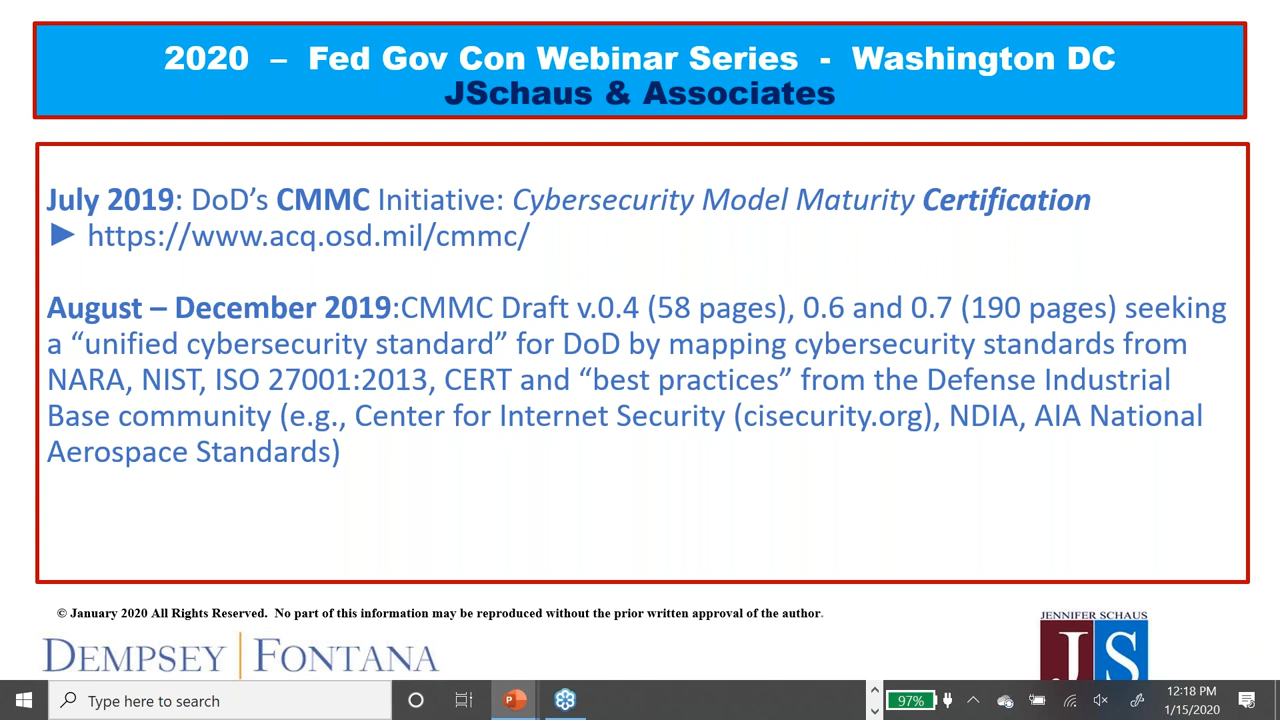 2020 – Fed Gov Con Webinar Series - Washington DC
JSchaus & Associates
July 2019: DoD’s CMMC Initiative: Cybersecurity Model Maturity Certification
► https://www.acq.osd.mil/cmmc/
August – December 2019:CMMC Draft v.0.4 (58 pages), 0.6 and 0.7 (190 pages) seeking
a “unified cybersecurity standard” for DoD by mapping cybersecurity standards from
NARA, NIST, ISO 27001:2013, CERT and “best practices” from the Defense Industrial
Base community (e.g., Center for Internet Security (cisecurity.org), NDIA, AIA National
Aerospace Standards)
© January 2020 All Rights Reserved. No part of this information may be reproduced without the prior written approval of the author.
DEMPSEY | FONTANA
JENNIFER SCHAUS
JS
Type here to search
97%
12:18 PM
1/15/2020